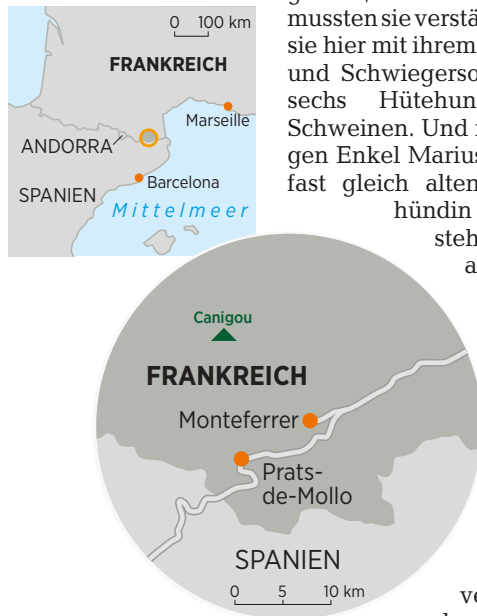 0 100 km
FRANKREICH
Marseille
ANDORRA
SPANIEN
Barcelona
Mittelmeer
mussten sie verstä
sie hier mit ihrem
und Schwiegerso
sechs Hütehun
Schweinen. Und
gen Enkel Marius
fast gleich alten
hündin
steh
a
Canigou
FRANKREICH
Monteferrer
Prats-
de-Mollo
SPANIEN
0 5 10 km
ve